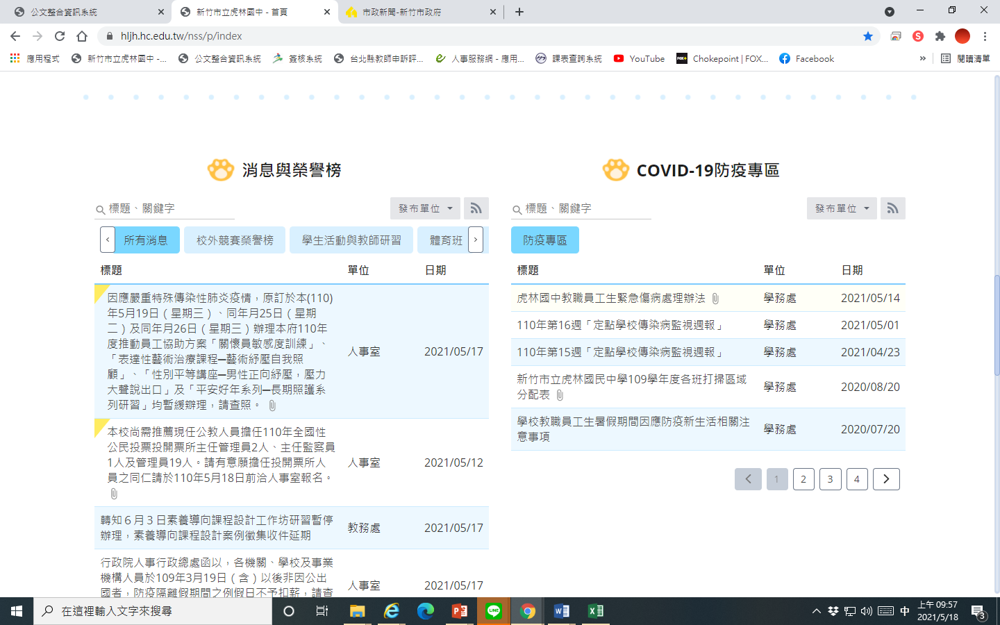 公文整合資訊系統
新竹市立虎林國中 - 首頁
市政新聞-新竹市政府
hljh.hc.edu.tw/nss/p/index
應用程式
新竹市立虎林國中 -...
公文整合資訊系統
簽核系統
台北縣教師申訴評...
人事服務網 - 應用...
課表查詢系統
YouTube
Chokepoint | FOX...
Facebook
»
閱讀清單
消息與榮譽榜
標題、關鍵字
發布單位
所有消息
校外競賽榮譽榜
學生活動與教師研習
體育班
標題 單位 日期
因應嚴重特殊傳染性肺炎疫情，原訂於本(110)
年5月19日（星期三）、同年月25日（星期
二）及同年月26日（星期三）辦理本府110年
度推動員工協助方案「關懷員敏感度訓練」、
「表達性藝術治療課程─藝術紓壓自我照
顧」、「性別平等講座─男性正向紓壓，壓力
大聲說出口」及「平安好年系列─長期照護系
列研習」均暫緩辦理，請查照。
人事室
2021/05/17
本校尚需推薦現任公教人員擔任110年全國性
公民投票投開票所主任管理員2人、主任監察員
1人及管理員19人。請有意願擔任投開票所人
員之同仁請於110年5月18日前洽人事室報名。
人事室
2021/05/12
轉知６月３日素養導向課程設計工作坊研習暫停
辦理，素養導向課程設計案例徵集收件延期
教務處
2021/05/17
行政院人事行政總處函以，各機關、學校及事業
機構人員於109年3月19日（含）以後非因公出
國者，防疫隔離假期間之例假日不予扣薪，請查
人事室
2021/05/17
COVID-19防疫專區
標題、關鍵字
發布單位
防疫專區
標題 單位 日期
虎林國中教職員工生緊急傷病處理辦法
學務處
2021/05/14
110年第16週「定點學校傳染病監視週報」
學務處
2021/05/01
110年第15週「定點學校傳染病監視週報」
學務處
2021/04/23
新竹市立虎林國民中學109學年度各班打掃區域
分配表
學務處
2020/08/20
學校教職員工生暑假期間因應防疫新生活相關注
意事項
學務處
2020/07/20
1 2 3 4
在這裡輸入文字來搜尋
LINE
中
上午 09:57
2021/5/18
3